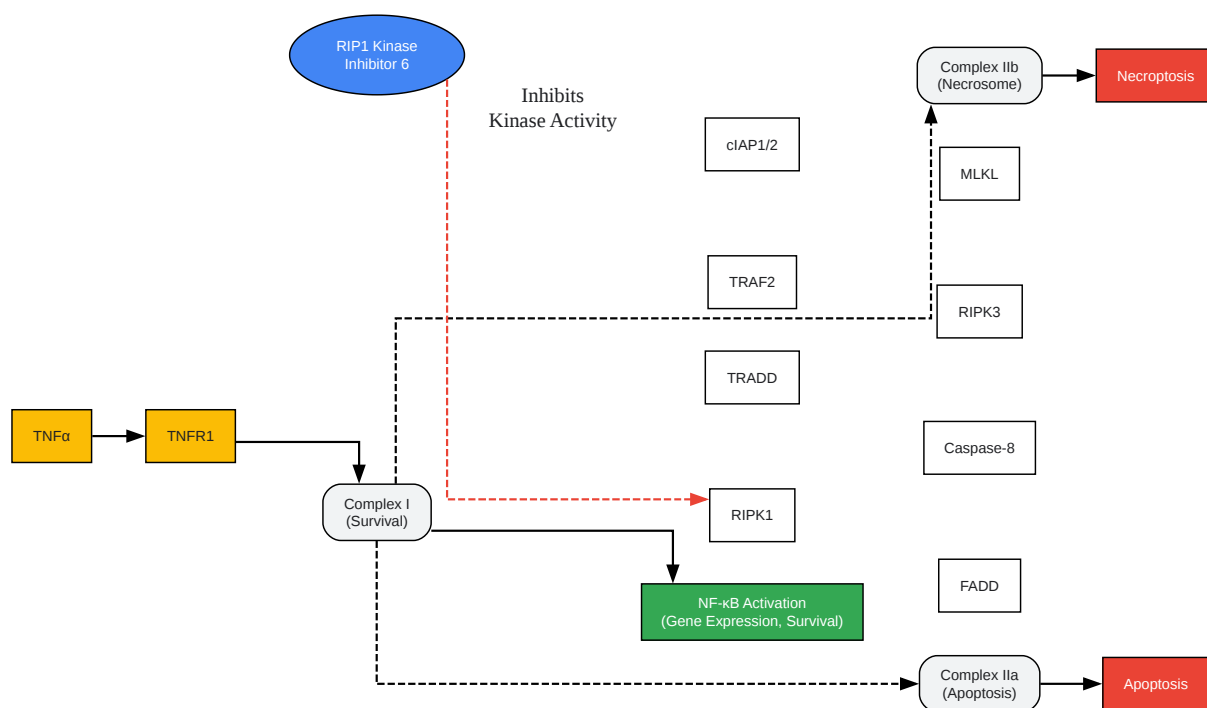 RIP1 Kinase
Inhibitor 6
Inhibits
Kinase Activity
Complex IIb
(Necrosome)
Necroptosis
cIAP1/2
MLKL
TRAF2
RIPK3
TRADD
TNFα
TNFR1
Caspase-8
Complex I
(Survival)
RIPK1
FADD
NF-κB Activation
(Gene Expression, Survival)
Complex IIa
(Apoptosis)
Apoptosis